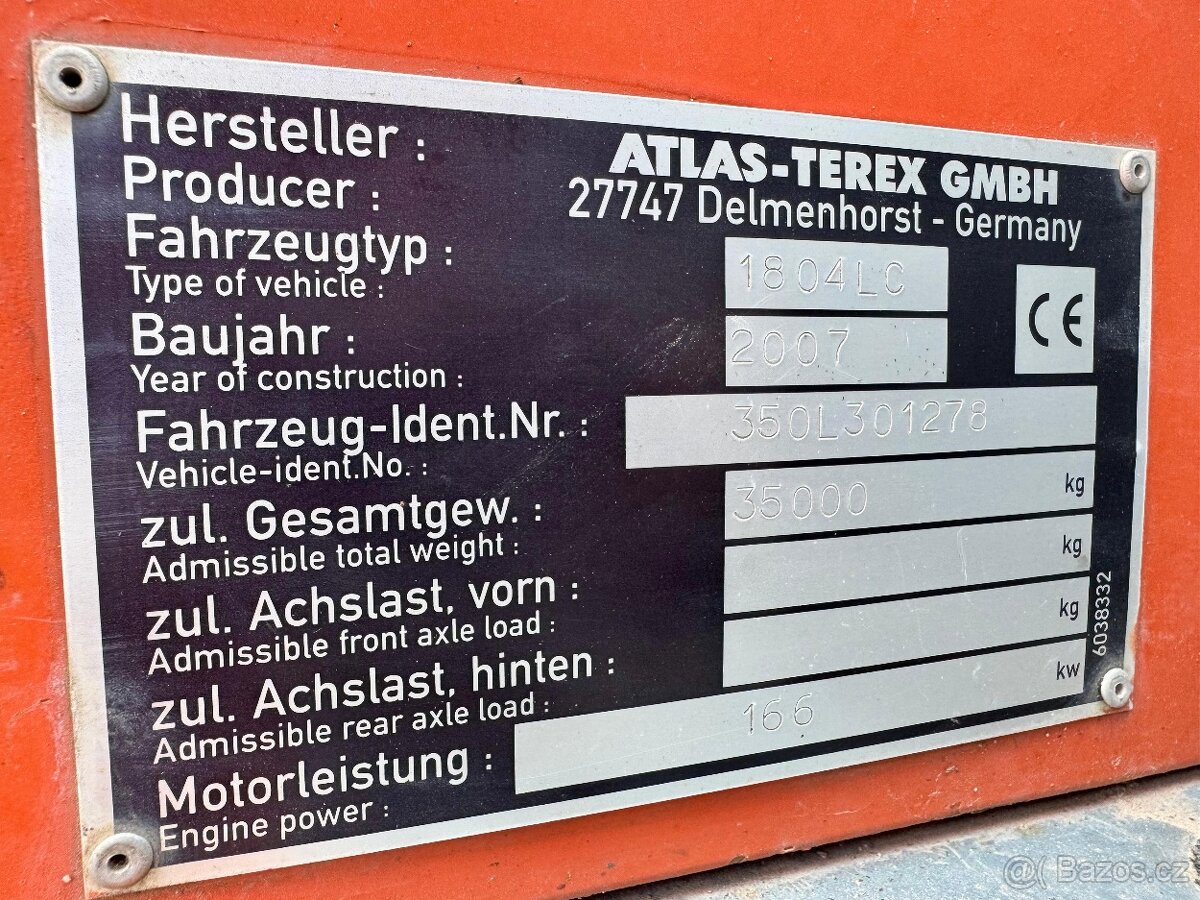 Hersteller :
Producer :
ATLAS-TEREX GMBH
27747 Delmenhorst - Germany
Fahrzeugtyp :
Type of vehicle :
1804LC
Baujahr :
Year of construction :
2007
CE
Fahrzeug-Ident.Nr. :
Vehicle-ident.No. :
350L301278
zul. Gesamtgew. :
Admissible total weight :
35000 kg
zul. Achslast, vorn :
Admissible front axle load :
kg
zul. Achslast, hinten :
Admissible rear axle load :
kg
Motorleistung :
Engine power :
166 kw
6038332
@( Bazos.cz